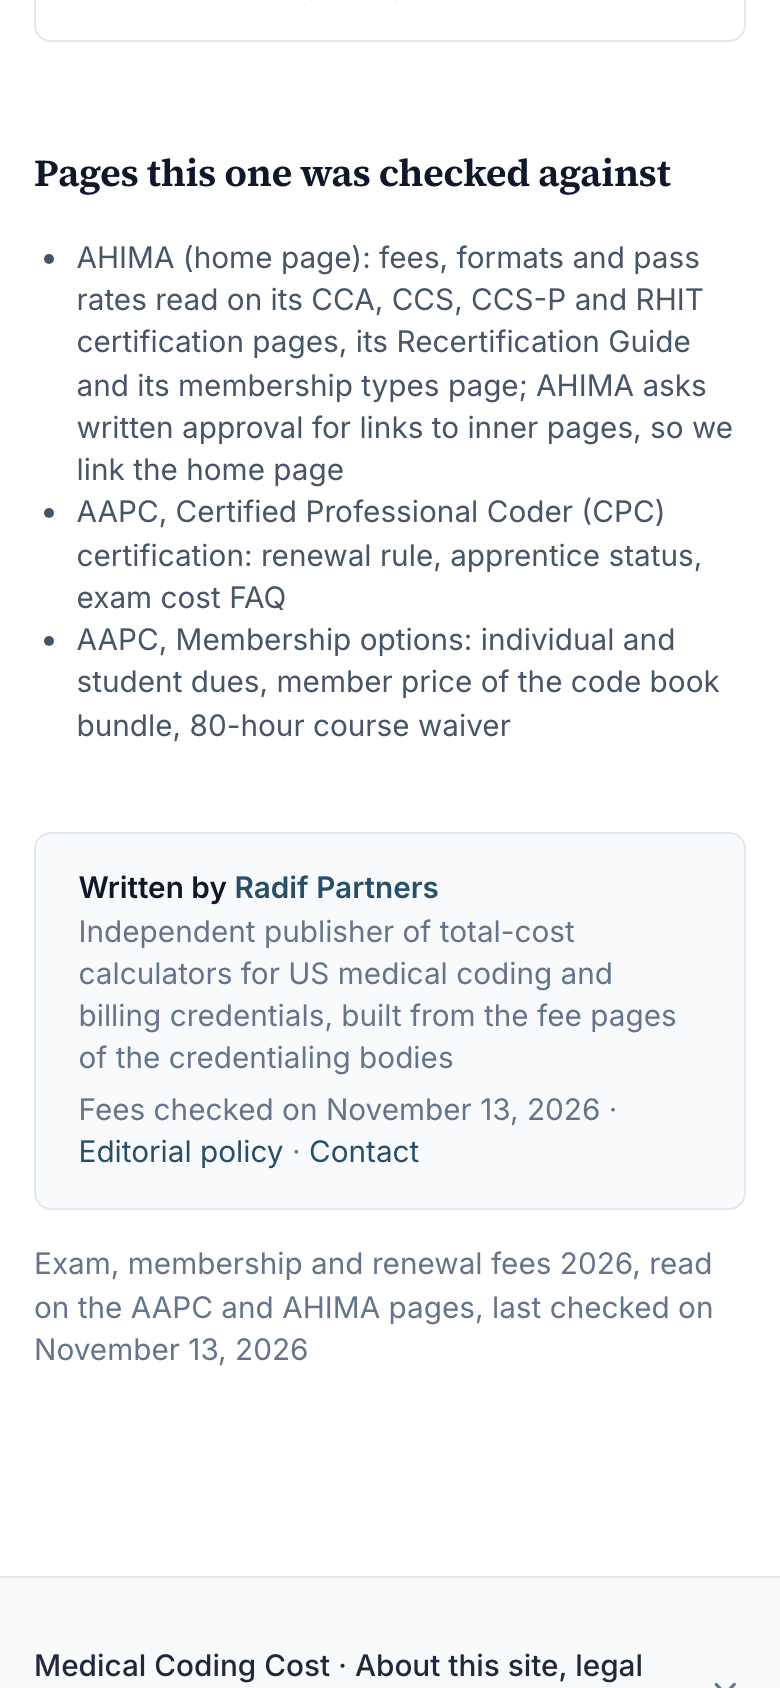 Pages this one was checked against
• AHIMA (home page): fees, formats and pass
rates read on its CCA, CCS, CCS-P and RHIT
certification pages, its Recertification Guide
and its membership types page; AHIMA asks
written approval for links to inner pages, so we
link the home page
• AAPC, Certified Professional Coder (CPC)
certification: renewal rule, apprentice status,
exam cost FAQ
• AAPC, Membership options: individual and
student dues, member price of the code book
bundle, 80-hour course waiver
Written by Radif Partners
Independent publisher of total-cost
calculators for US medical coding and
billing credentials, built from the fee pages
of the credentialing bodies
Fees checked on November 13, 2026 ·
Editorial policy · Contact
Exam, membership and renewal fees 2026, read
on the AAPC and AHIMA pages, last checked on
November 13, 2026
Medical Coding Cost · About this site, legal